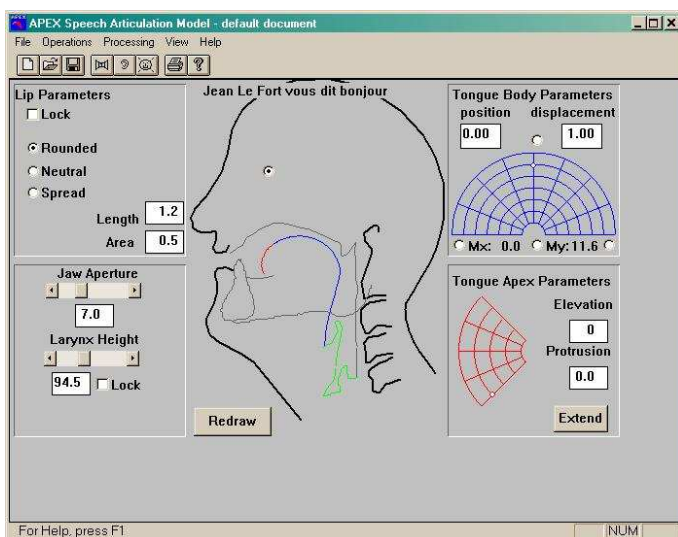 APEX Speech Articulation Model - default document
File Operations Processing View Help
Lip Parameters
Lock
Rounded
Neutral
Spread
Length 1.2
Area 0.5
Jaw Aperture
7.0
Larynx Height
94.5 Lock
Jean Le Fort vous dit bonjour
Redraw
Tongue Body Parameters
position displacement
0.00 1.00
Mx: 0.0 My: 11.6
Tongue Apex Parameters
Elevation
0
Protrusion
0.0
Extend
For Help, press F1
NUM